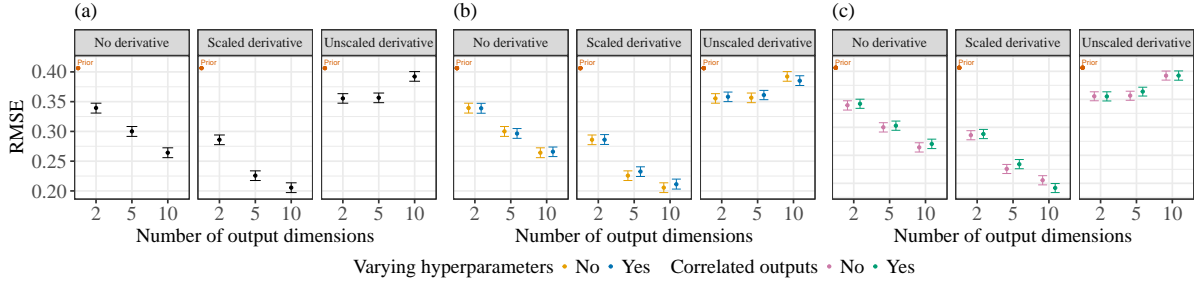 (a)
(b)
(c)
No derivative
Scaled derivative
Unscaled derivative
No derivative
Scaled derivative
Unscaled derivative
No derivative
Scaled derivative
Unscaled derivative
Prior
Prior
Prior
Prior
Prior
Prior
Prior
Prior
Prior
RMSE
0.40
0.35
0.30
0.25
0.20
2 5 10
2 5 10
2 5 10
2 5 10
2 5 10
2 5 10
2 5 10
2 5 10
2 5 10
Number of output dimensions
Number of output dimensions
Number of output dimensions
Varying hyperparameters No Yes
Correlated outputs No Yes